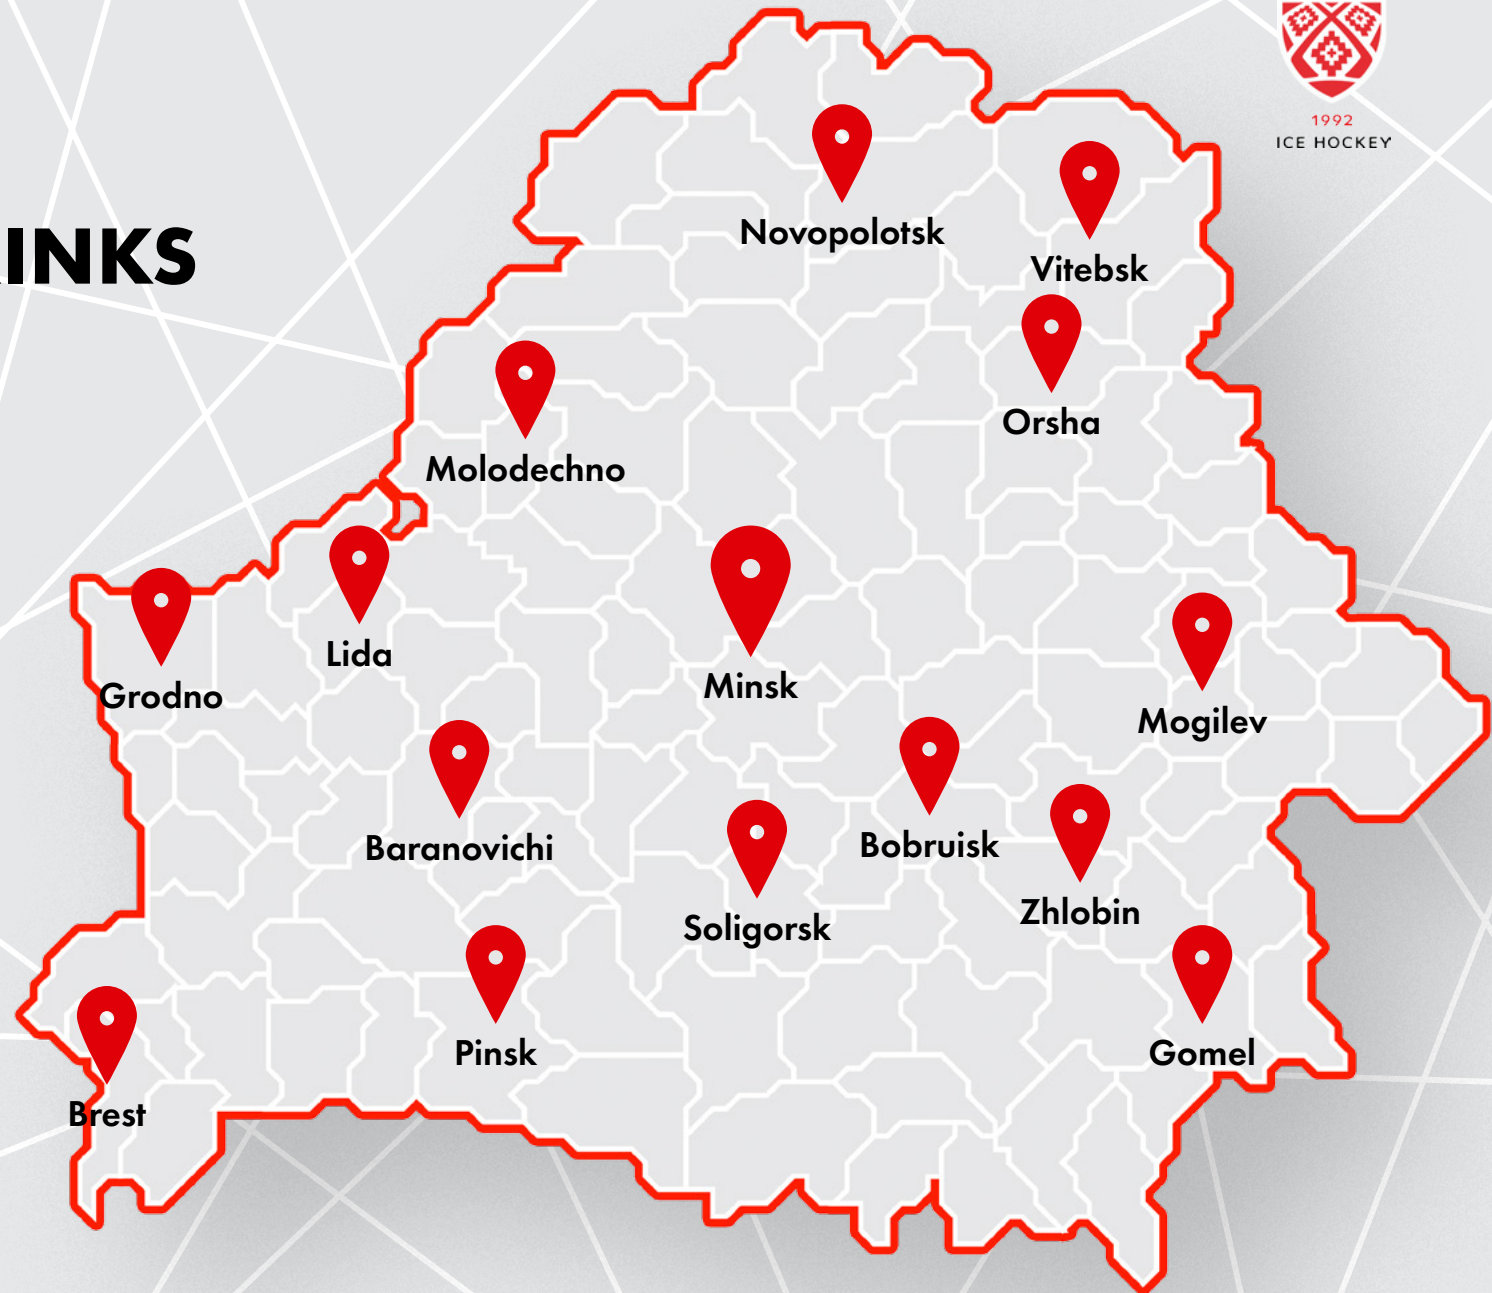 1992
ICE HOCKEY
INKS
Novopolotsk
Vitebsk
Orsha
Molodechno
Lida
Grodno
Minsk
Mogilev
Baranovichi
Bobruisk
Soligorsk
Zhlobin
Pinsk
Gomel
Brest